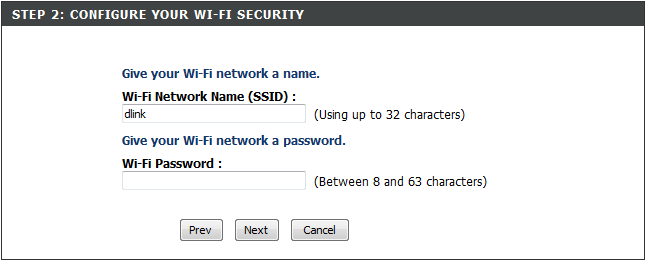 STEP 2: CONFIGURE YOUR WI-FI SECURITY
Give your Wi-Fi network a name.
Wi-Fi Network Name (SSID) :
dlink (Using up to 32 characters)
Give your Wi-Fi network a password.
Wi-Fi Password :
(Between 8 and 63 characters)
Prev Next Cancel